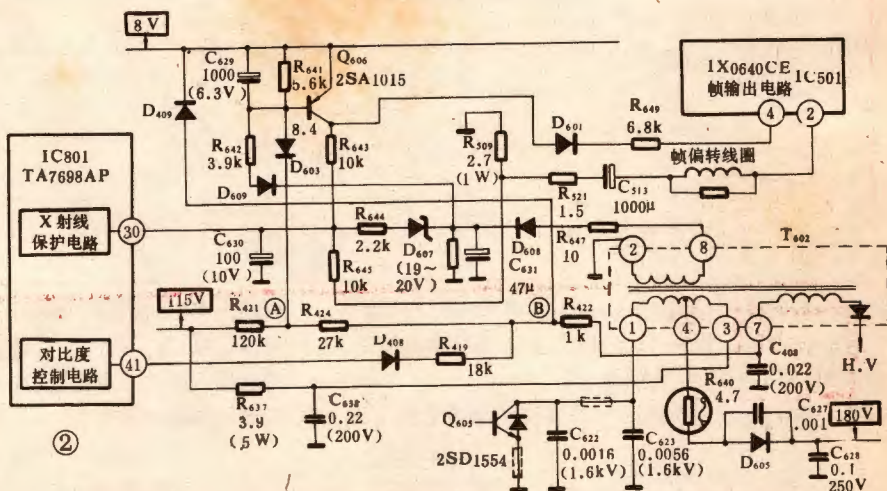 8 V
C629
1000
(6.3V)
R641
5.6k
Q606
2SA1015
8.4
D409
R642
3.9k
D603
R643
10k
D609
R509
2.7
(1 W)
D601
R649
6.8k
IX0640CE
帧输出电路
IC501
4
2
帧偏转线圈
R521
1.5
C513
1000μ
IC801
TA7698AP
X 射线
保护电路
30
C630
100
(10V)
R644
2.2k
D607
(19～
20V)
R645
10k
D608
C631
47μ
R647
10
2
8
T602
115V
R421
120k
A
R424
27k
B
R422
1k
1
4
3
7
对比度
控制电路
41
D408
R419
18k
R637
3.9
(5W)
C638
0.22
(200V)
Q605
2SD1554
C622
0.0016
(1.6kV)
C623
0.0056
(1.6kV)
R640
4.7
C408
0.022
(200V)
H.V
C627
.001
180V
D605
C628
0.1
250V
②